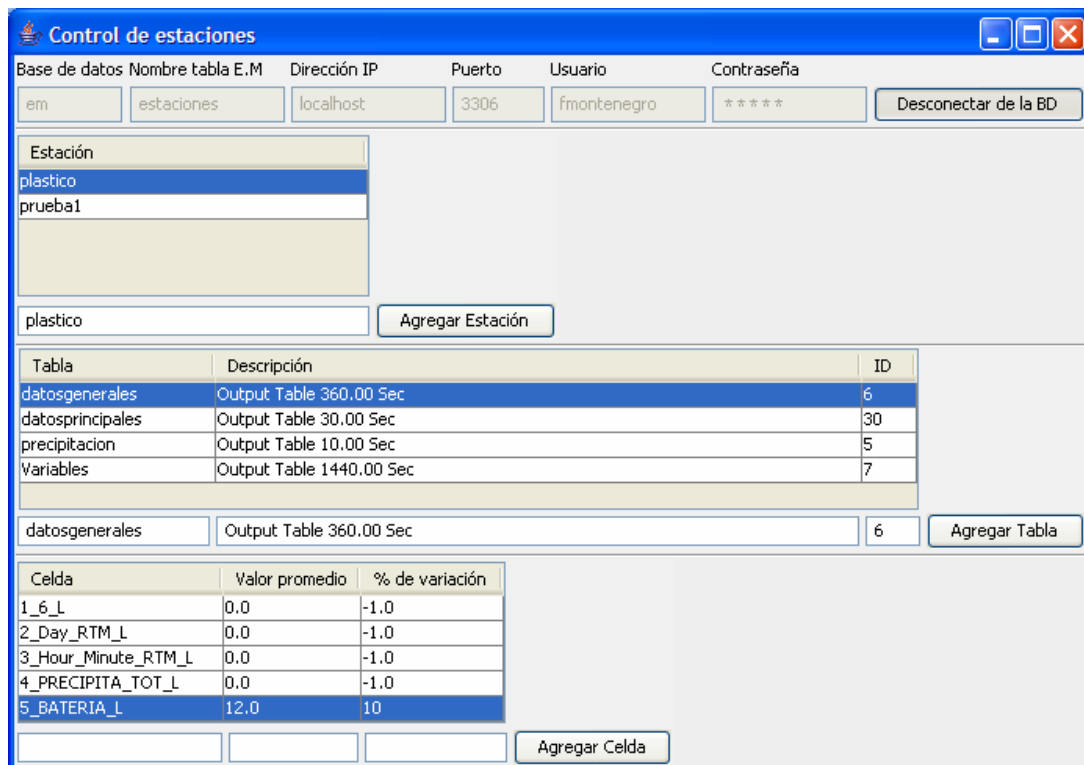 Control de estaciones
Base de datos Nombre tabla E.M Dirección IP Puerto Usuario Contraseña
em estaciones localhost 3306 fmontenegro ***** Desconectar de la BD
Estación
plastico
prueba1
plastico Agregar Estación
Tabla Descripción ID
datosgenerales Output Table 360.00 Sec 6
datosprincipales Output Table 30.00 Sec 30
precipitacion Output Table 10.00 Sec 5
Variables Output Table 1440.00 Sec 7
datosgenerales Output Table 360.00 Sec 6 Agregar Tabla
Celda Valor promedio % de variación
1_6_L 0.0 -1.0
2_Day_RTM_L 0.0 -1.0
3_Hour_Minute_RTM_L 0.0 -1.0
4_PRECIPITA_TOT_L 0.0 -1.0
5_BATERIA_L 12.0 10
Agregar Celda